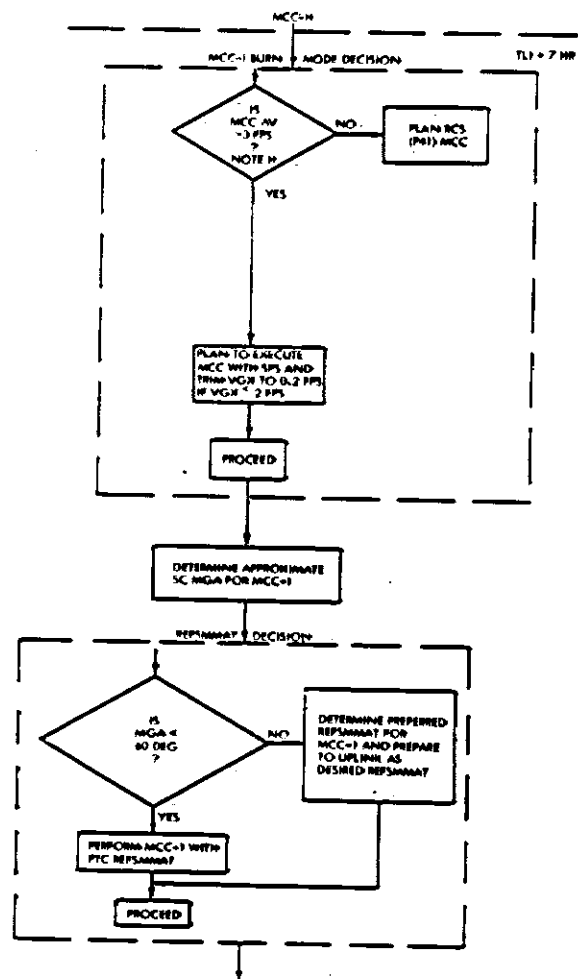 MCC-H
TLI + 7 HR
MCC-1 BURN MODE DECISION
IS
MCC ΔV
>3 FPS
?
NOTE H
NO
PLAN RCS
(P41) MCC
YES
PLAN TO EXECUTE
MCC WITH SPS AND
TRIM VGX TO 0.2 FPS
IF VGX < 2 FPS
PROCEED
DETERMINE APPROXIMATE
SC MGA FOR MCC-1
REFSMMAT DECISION
IS
MGA <
60 DEG
?
NO
DETERMINE PREFERRED
REFSMMAT FOR
MCC-1 AND PREPARE
TO UPLINK AS
DESIRED REFSMMAT
YES
PERFORM MCC-1 WITH
PTC REFSMMAT
PROCEED